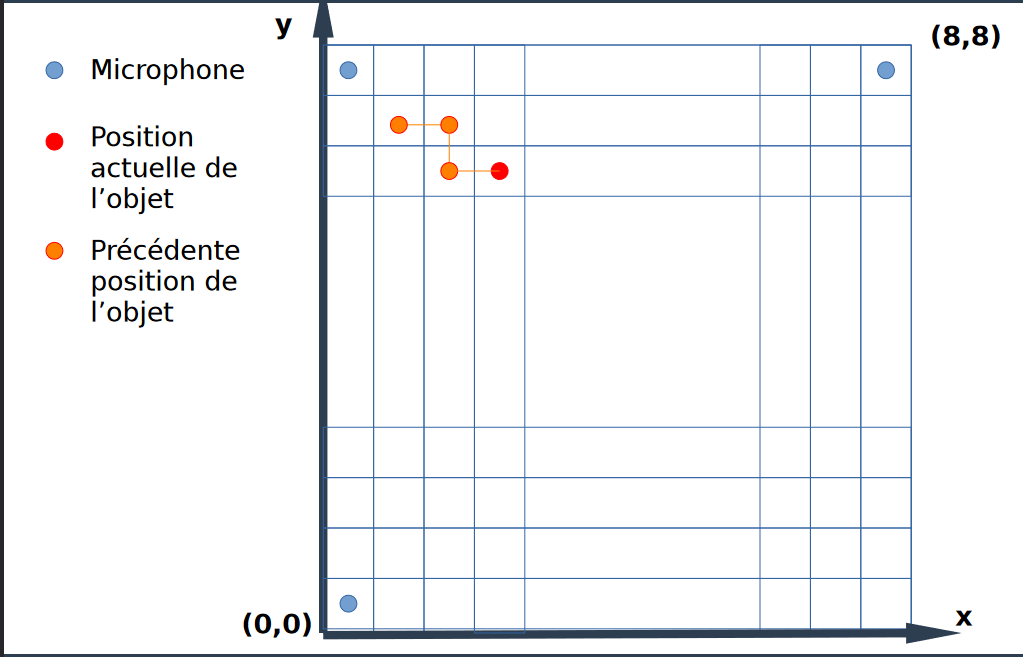 y
(8,8)
Microphone
Position
actuelle de
l’objet
Précédente
position de
l’objet
(0,0)
x